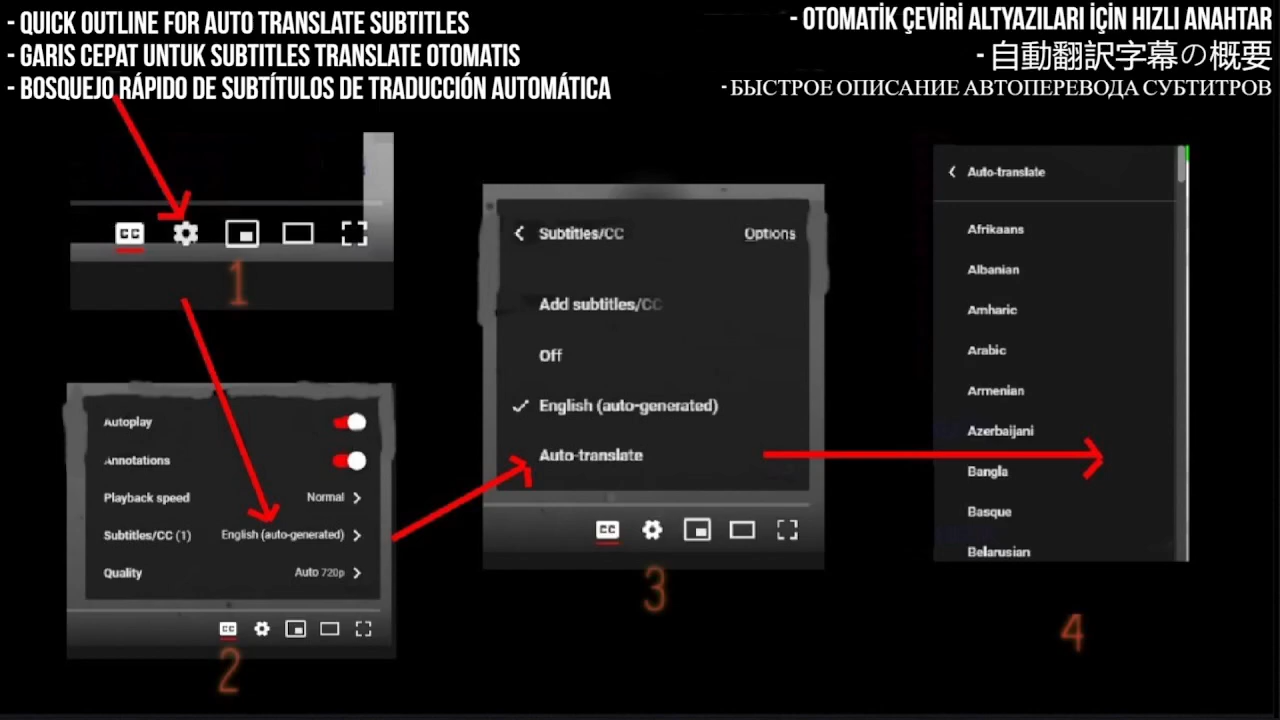 - QUICK OUTLINE FOR AUTO TRANSLATE SUBTITLES
- GARIS CEPAT UNTUK SUBTITLES TRANSLATE OTOMATIS
- BOSQUEJO RÁPIDO DE SUBTÍTULOS DE TRADUCCIÓN AUTOMÁTICA
- OTOMATİK ÇEVİRİ ALTYAZILARI İÇİN HIZLI ANAHTAR
- 自動翻訳字幕の概要
- БЫСТРОЕ ОПИСАНИЕ АВТОПЕРЕВОДА СУБТИТРОВ
CC
1
Autoplay
Annotations
Playback speed Normal
Subtitles/CC (1) English (auto-generated)
Quality Auto 720p
CC
2
Subtitles/CC Options
Add subtitles/CC
Off
English (auto-generated)
Auto-translate
CC
3
Auto-translate
Afrikaans
Albanian
Amharic
Arabic
Armenian
Azerbaijani
Bangla
Basque
Belarusian
4